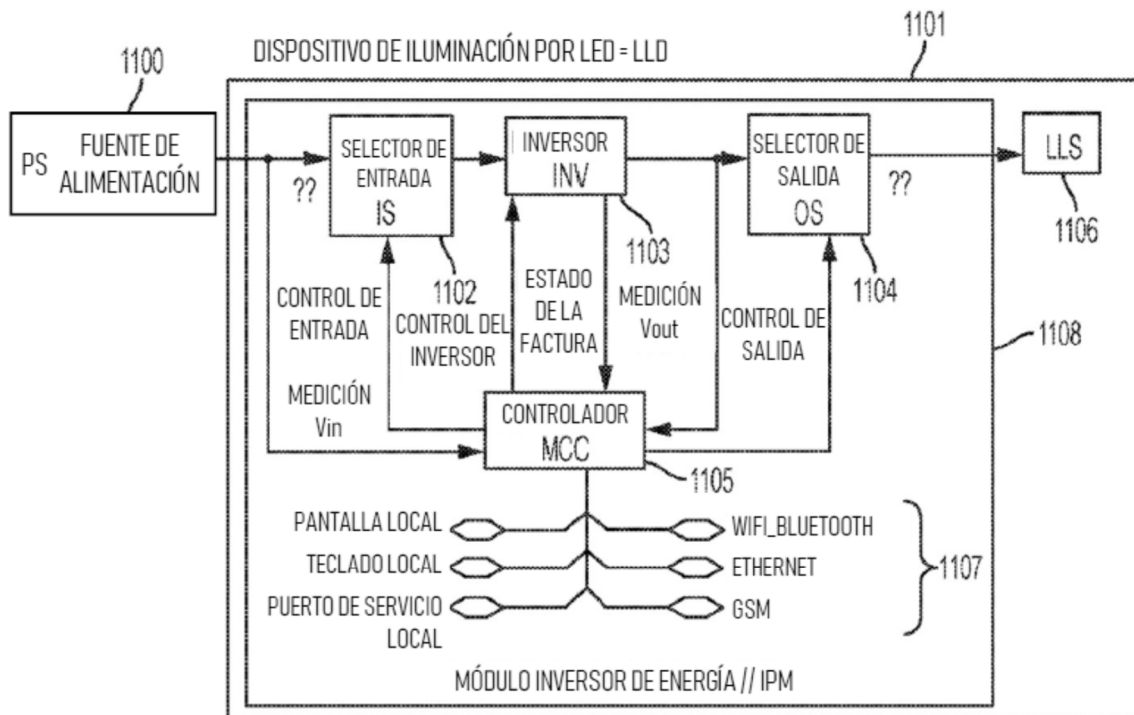 1100
DISPOSITIVO DE ILUMINACIÓN POR LED = LLD
1101
PS
FUENTE DE
ALIMENTACIÓN
SELECTOR DE
ENTRADA
IS
INVERSOR
INV
SELECTOR DE
SALIDA
OS
LLS
??
??
1102
1103
1104
1106
1108
CONTROL DE
ENTRADA
CONTROL DEL
INVERSOR
ESTADO
DE LA
FACTURA
MEDICIÓN
Vout
CONTROL DE
SALIDA
MEDICIÓN
Vin
CONTROLADOR
MCC
1105
PANTALLA LOCAL
WIFI_BLUETOOTH
TECLADO LOCAL
ETHERNET
PUERTO DE SERVICIO
LOCAL
GSM
1107
MÓDULO INVERSOR DE ENERGÍA // IPM